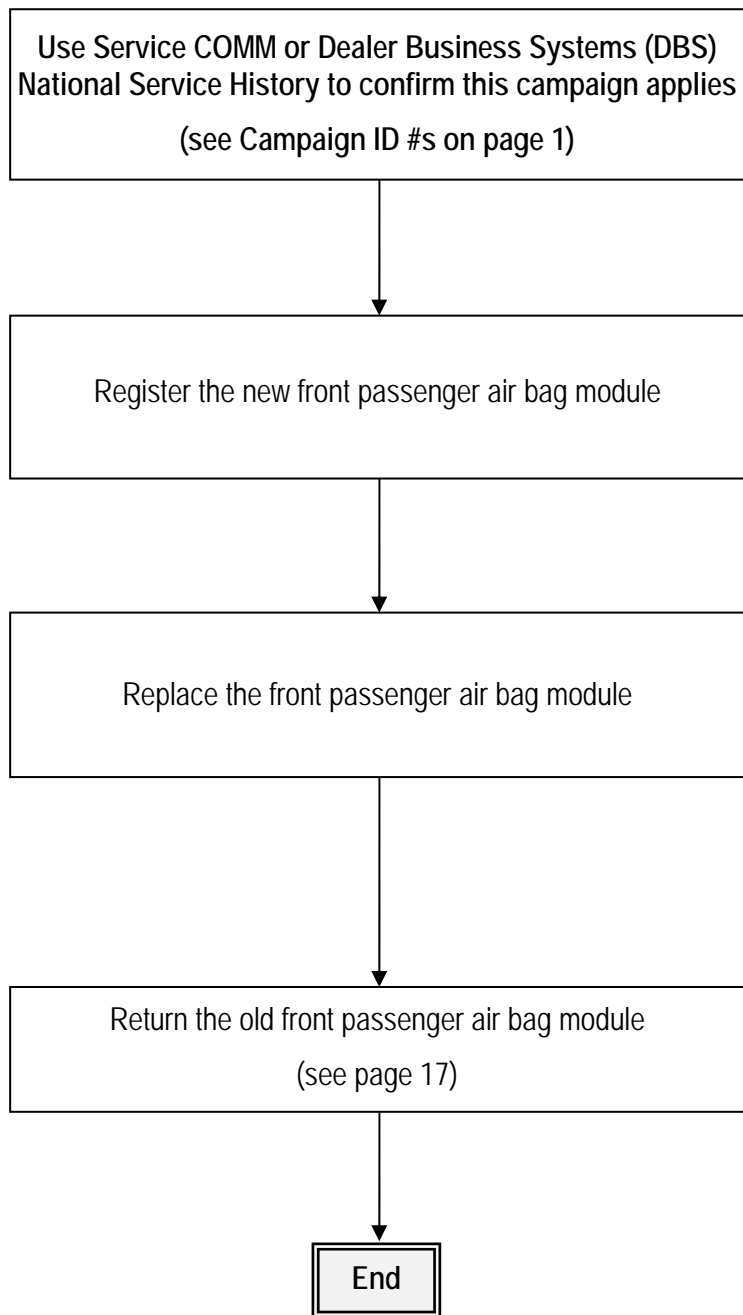 Use Service COMM or Dealer Business Systems (DBS)
National Service History to confirm this campaign applies
(see Campaign ID #s on page 1)
Register the new front passenger air bag module
Replace the front passenger air bag module
Return the old front passenger air bag module
(see page 17)
End